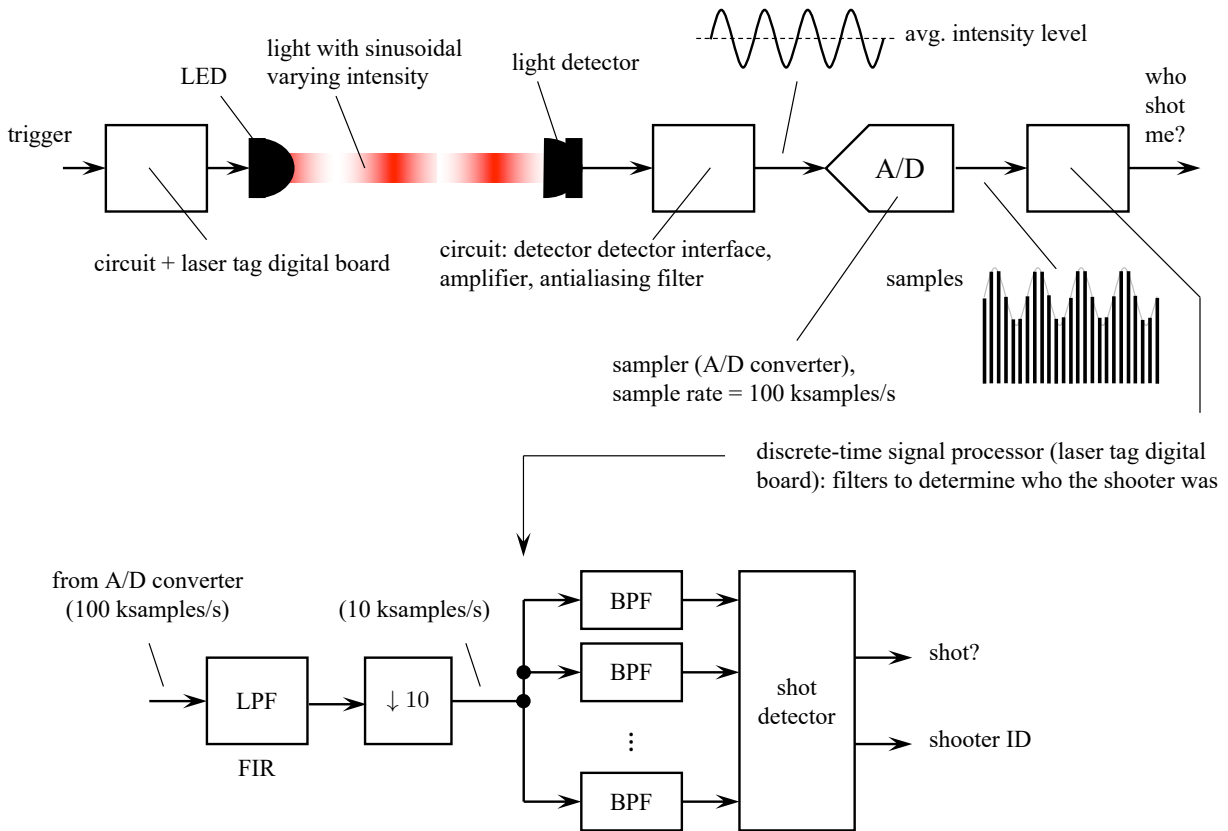 light with sinusoidal
varying intensity
LED
light detector
avg. intensity level
who
shot
me?
trigger
A/D
circuit + laser tag digital board
circuit: detector detector interface,
amplifier, antialiasing filter
samples
sampler (A/D converter),
sample rate = 100 ksamples/s
discrete-time signal processor (laser tag digital
board): filters to determine who the shooter was
from A/D converter
(100 ksamples/s)
(10 ksamples/s)
LPF
FIR
↓ 10
BPF
BPF
⋮
BPF
shot
detector
shot?
shooter ID